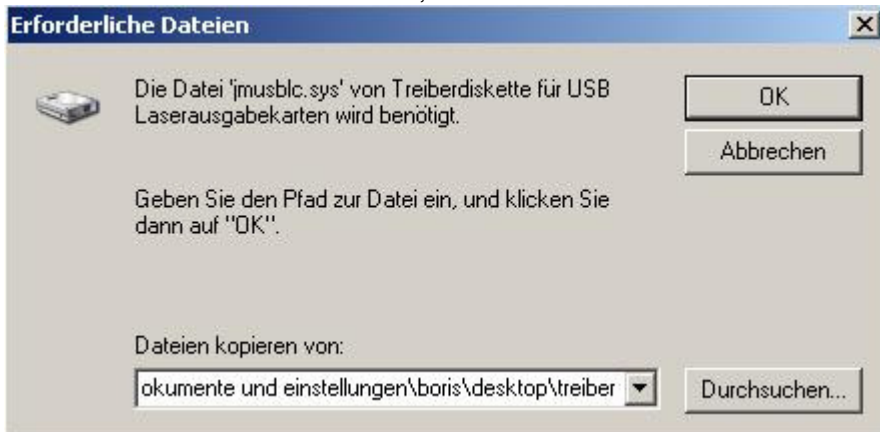 Erforderliche Dateien
Die Datei 'jmusblc.sys' von Treiberdiskette für USB
Laserausgabekarten wird benötigt.
OK
Abbrechen
Geben Sie den Pfad zur Datei ein, und klicken Sie
dann auf "OK".
Dateien kopieren von:
okumente und einstellungen\boris\desktop\treiber
Durchsuchen...